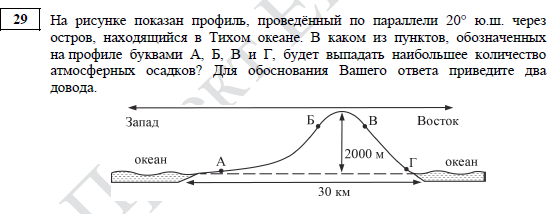 29 На рисунке показан профиль, проведённый по параллели 20° ю.ш. через
остров, находящийся в Тихом океане. В каком из пунктов, обозначенных
на профиле буквами А, Б, В и Г, будет выпадать наибольшее количество
атмосферных осадков? Для обоснования Вашего ответа приведите два
довода.
Запад Б В Восток
океан А 2000 м Г океан
30 км